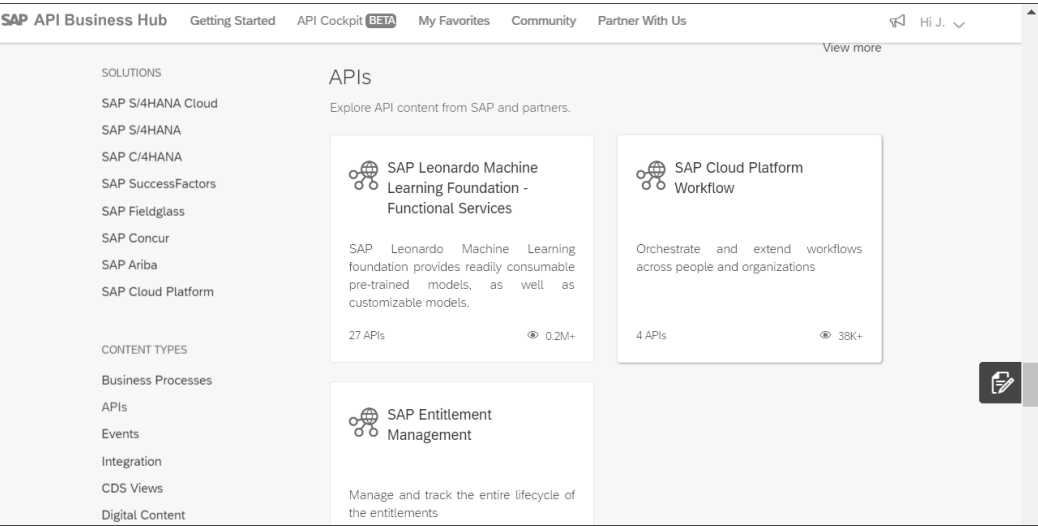 SAP API Business Hub Getting Started API Cockpit BETA My Favorites Community Partner With Us Hi J.
View more
SOLUTIONS
SAP S/4HANA Cloud
SAP S/4HANA
SAP C/4HANA
SAP SuccessFactors
SAP Fieldglass
SAP Concur
SAP Ariba
SAP Cloud Platform
CONTENT TYPES
Business Processes
APIs
Events
Integration
CDS Views
Digital Content
APIs
Explore API content from SAP and partners.
SAP Leonardo Machine
Learning Foundation -
Functional Services
SAP Leonardo Machine Learning
foundation provides readily consumable
pre-trained models, as well as
customizable models.
27 APIs 0.2M+
SAP Cloud Platform
Workflow
Orchestrate and extend workflows
across people and organizations
4 APIs 38K+
SAP Entitlement
Management
Manage and track the entire lifecycle of
the entitlements